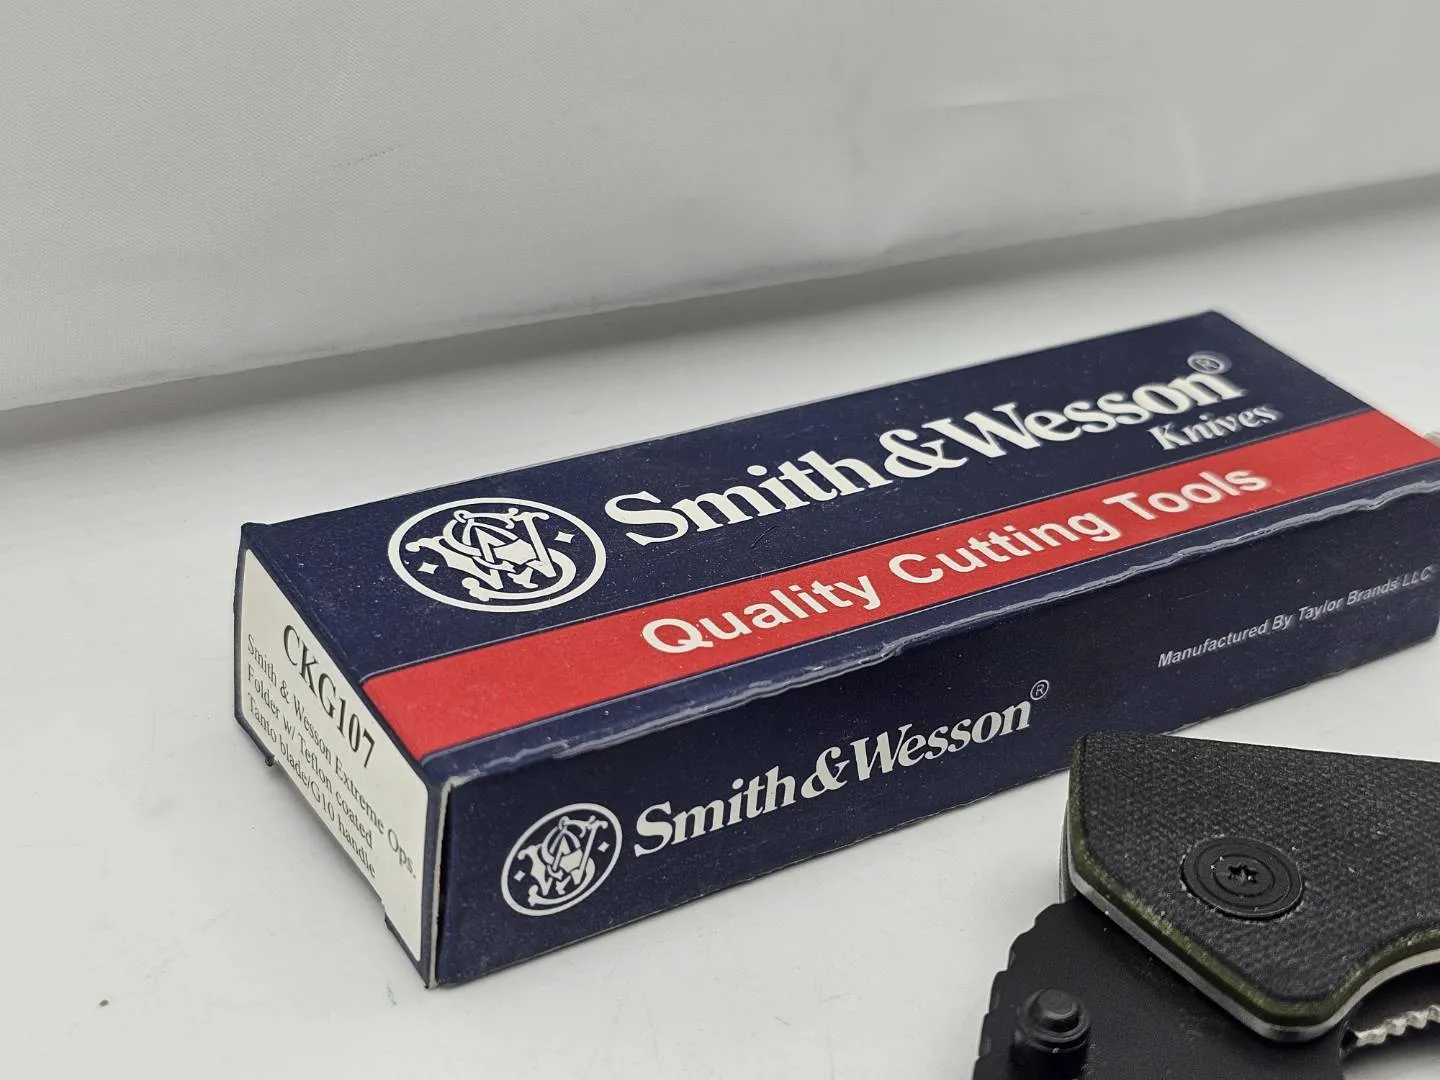 Smith & Wesson®
Knives
Quality Cutting Tools
Smith & Wesson®
Manufactured By Taylor Brands LLC
CKG107
Smith & Wesson Extreme Ops.
Folder w/ Teflon coated
Tanto blade/G10 handle